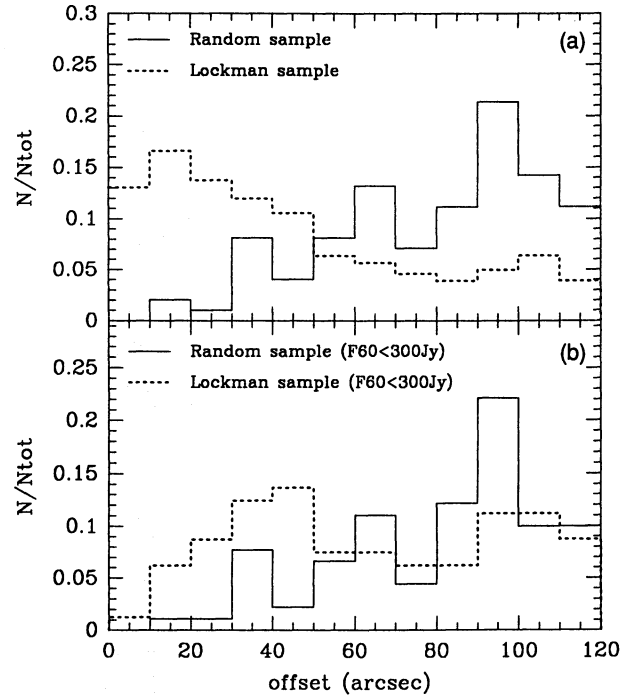 0.3
Random sample
(a)
Lockman sample
0.25
0.2
N/Ntot
0.15
0.1
0.05
0
Random sample (F60<300Jy)
(b)
Lockman sample (F60<300Jy)
0.25
0.2
N/Ntot
0.15
0.1
0.05
0
0 20 40 60 80 100 120
offset (arcsec)